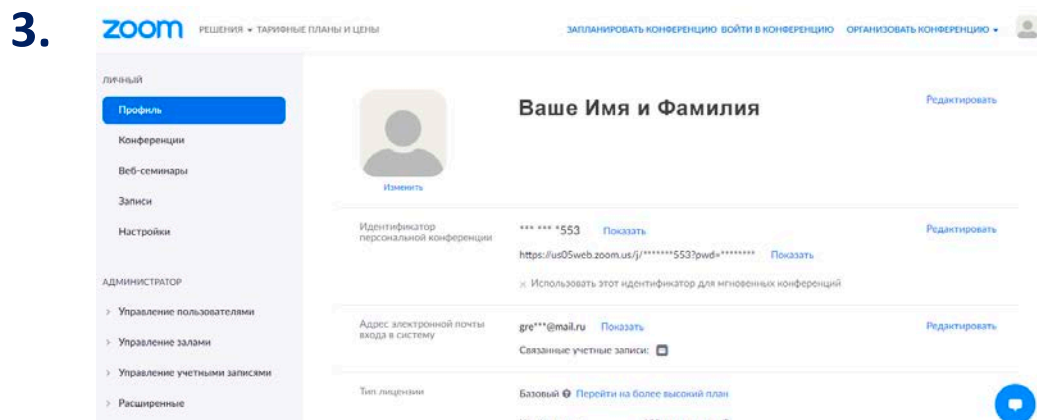 3.
zoom РЕШЕНИЯ ТАРИФНЫЕ ПЛАНЫ И ЦЕНЫ ЗАПЛАНИРОВАТЬ КОНФЕРЕНЦИЮ ВОЙТИ В КОНФЕРЕНЦИЮ ОРГАНИЗОВАТЬ КОНФЕРЕНЦИЮ
ЛИЧНЫЙ
Профиль
Конференции
Веб-семинары
Записи
Настройки
АДМИНИСТРАТОР
Управление пользователями
Управление залами
Управление учетными записями
Расширенные
Ваше Имя и Фамилия Редактировать
Изменить
Идентификатор персональной конференции
*** *** *553 Показать Редактировать
https://us05web.zoom.us/j/*******553?pwd=******** Показать
× Использовать этот идентификатор для мгновенных конференций
Адрес электронной почты входа в систему
gre***@mail.ru Показать Редактировать
Связанные учетные записи:
Тип лицензии
Базовый Перейти на более высокий план